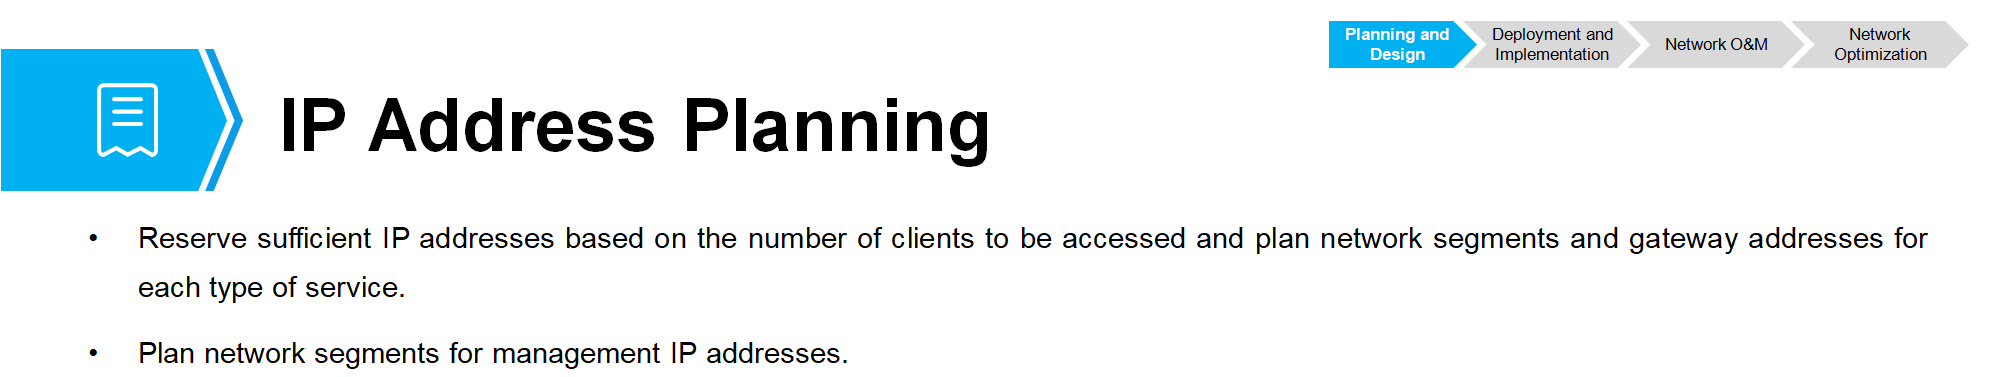 Planning and
Design
Deployment and
Implementation
Network O&M
Network
Optimization
IP Address Planning
• Reserve sufficient IP addresses based on the number of clients to be accessed and plan network segments and gateway addresses for
each type of service.
• Plan network segments for management IP addresses.